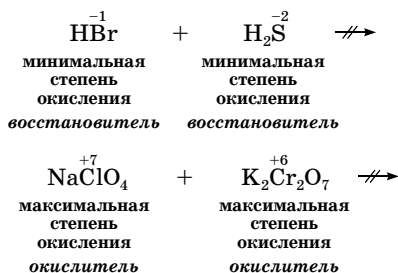 −1 −2
HBr + H₂S
минимальная минимальная
степень степень
окисления окисления
восстановитель восстановитель
+7 +6
NaClO₄ + K₂Cr₂O₇
максимальная максимальная
степень степень
окисления окисления
окислитель окислитель